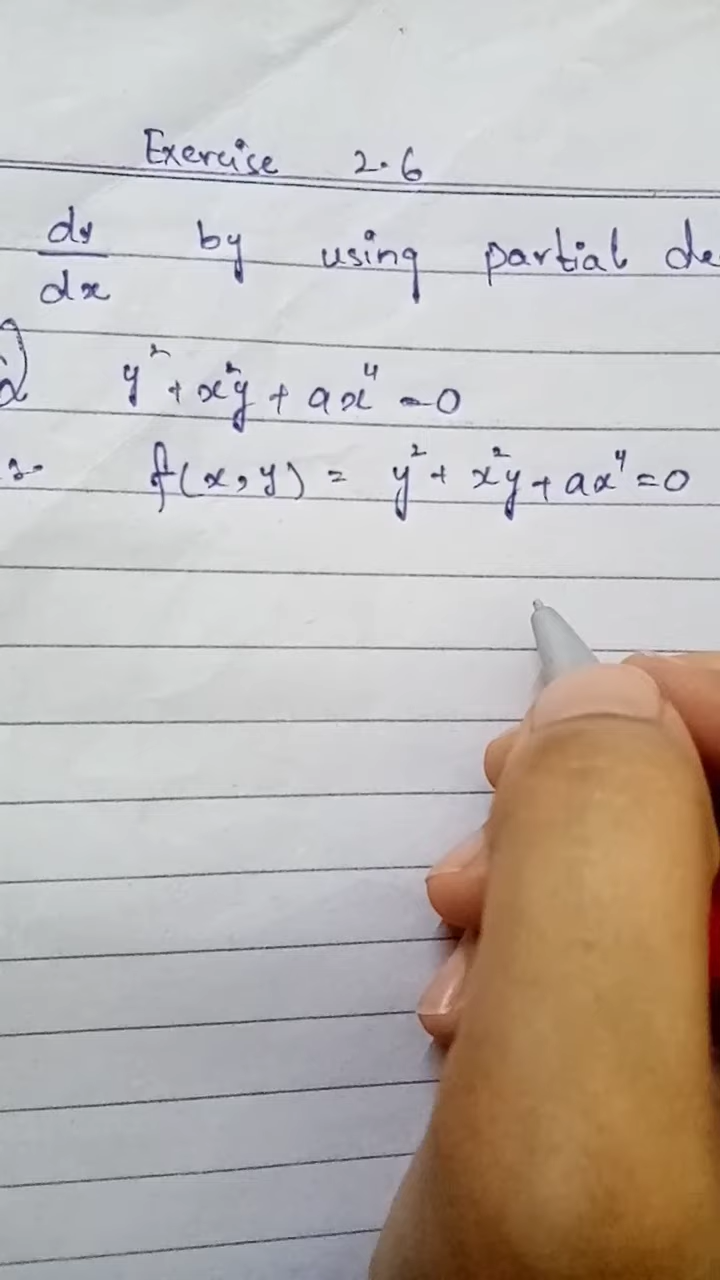 Exercise 2.6
dy/dx by using partial de
y² + x²y + ax⁴ = 0
f(x,y) = y² + x²y + ax⁴ = 0